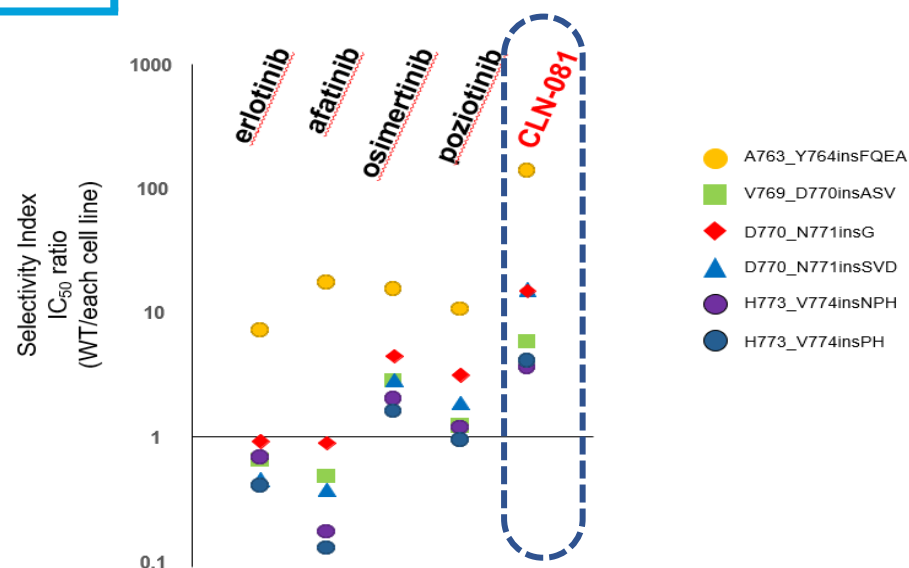 erlotinib
afatinib
osimertinib
poziotinib
CLN-081
1000
100
10
1
0.1
Selectivity Index
IC₅₀ ratio
(WT/each cell line)
A763_Y764insFQEA
V769_D770insASV
D770_N771insG
D770_N771insSVD
H773_V774insNPH
H773_V774insPH